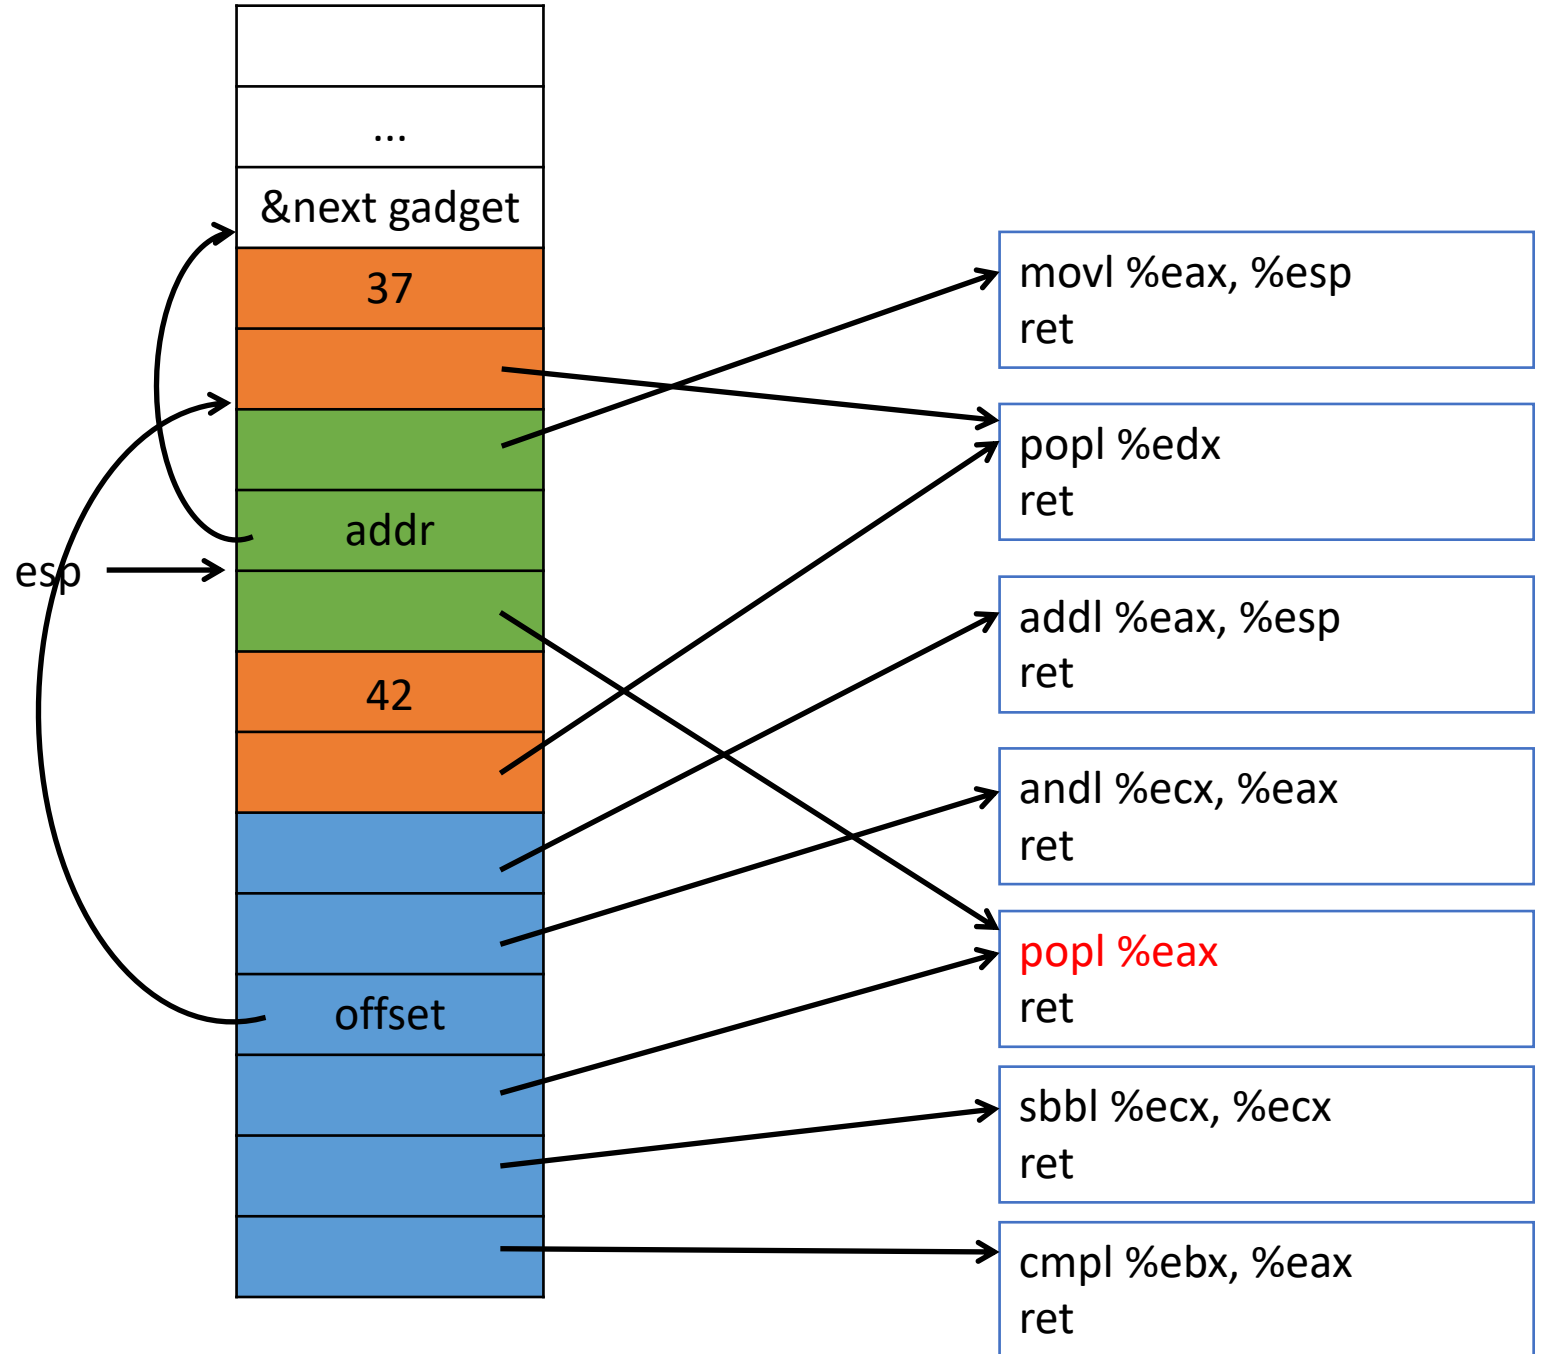 ...
&next gadget
37
addr
esp
42
offset
movl %eax, %esp
ret
popl %edx
ret
addl %eax, %esp
ret
andl %ecx, %eax
ret
popl %eax
ret
sbbl %ecx, %ecx
ret
cmpl %ebx, %eax
ret